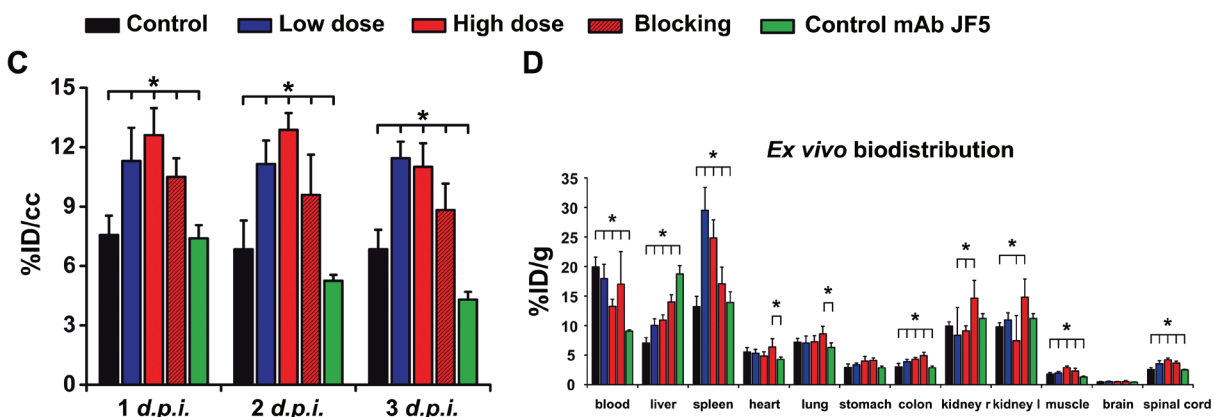 Control Low dose High dose Blocking Control mAb JF5
C
%ID/cc
15
12
9
6
3
0
* * *
1 d.p.i. 2 d.p.i. 3 d.p.i.
D
Ex vivo biodistribution
%ID/g
35
30
25
20
15
10
5
0
* * * * * * * * * *
blood liver spleen heart lung stomach colon kidney r kidney l muscle brain spinal cord